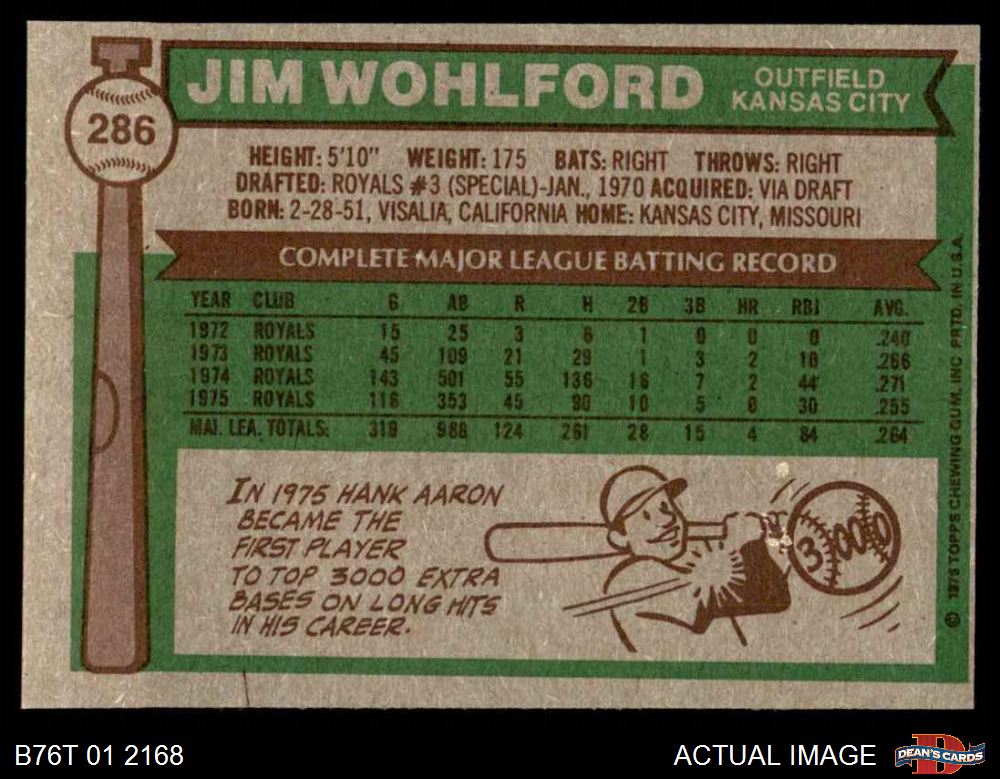 286
JIM WOHLFORD
OUTFIELD
KANSAS CITY
HEIGHT: 5'10" WEIGHT: 175 BATS: RIGHT THROWS: RIGHT
DRAFTED: ROYALS #3 (SPECIAL)-JAN., 1970 ACQUIRED: VIA DRAFT
BORN: 2-28-51, VISALIA, CALIFORNIA HOME: KANSAS CITY, MISSOURI
COMPLETE MAJOR LEAGUE BATTING RECORD
YEAR CLUB G AB R H 2B 3B HR RBI AVG.
1972 ROYALS 15 25 3 6 1 0 0 0 .240
1973 ROYALS 45 109 21 29 1 3 2 10 .266
1974 ROYALS 143 501 55 136 16 7 2 44 .271
1975 ROYALS 116 353 45 90 10 5 0 30 .255
MAJ. LEA. TOTALS: 319 988 124 261 28 15 4 84 .264
IN 1975 HANK AARON
BECAME THE
FIRST PLAYER
TO TOP 3000 EXTRA
BASES ON LONG HITS
IN HIS CAREER.
3000
© 1976 TOPPS CHEWING GUM, INC. PRTD. IN U.S.A.
B76T 01 2168
ACTUAL IMAGE
DEAN'S CARDS